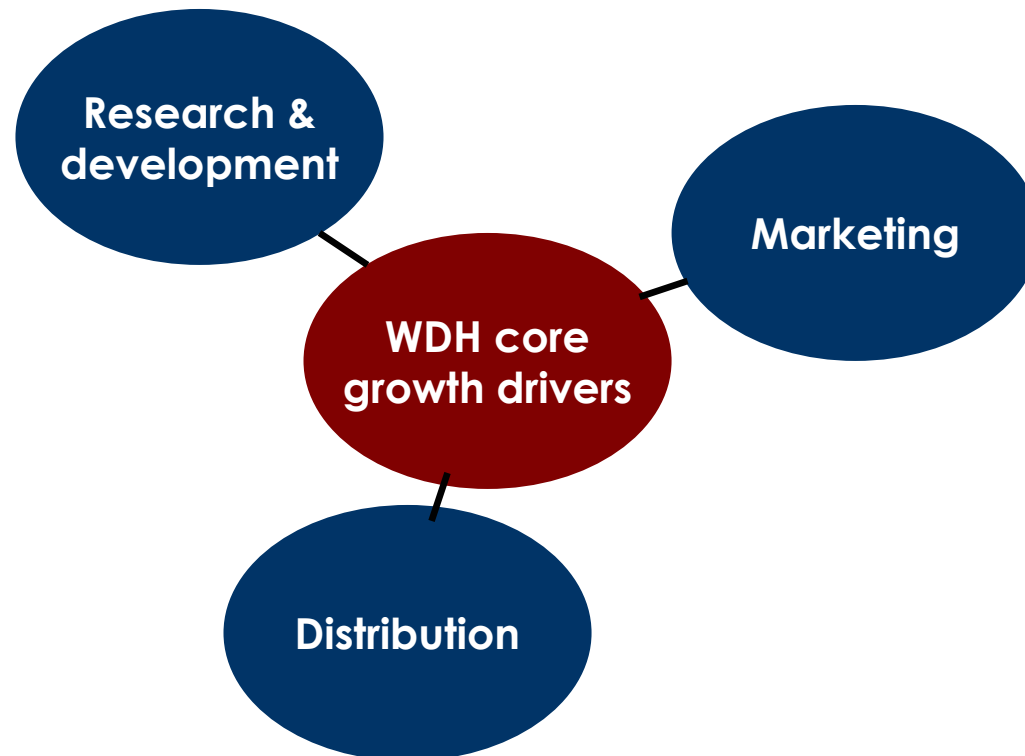 Research &
development
Marketing
WDH core
growth drivers
Distribution